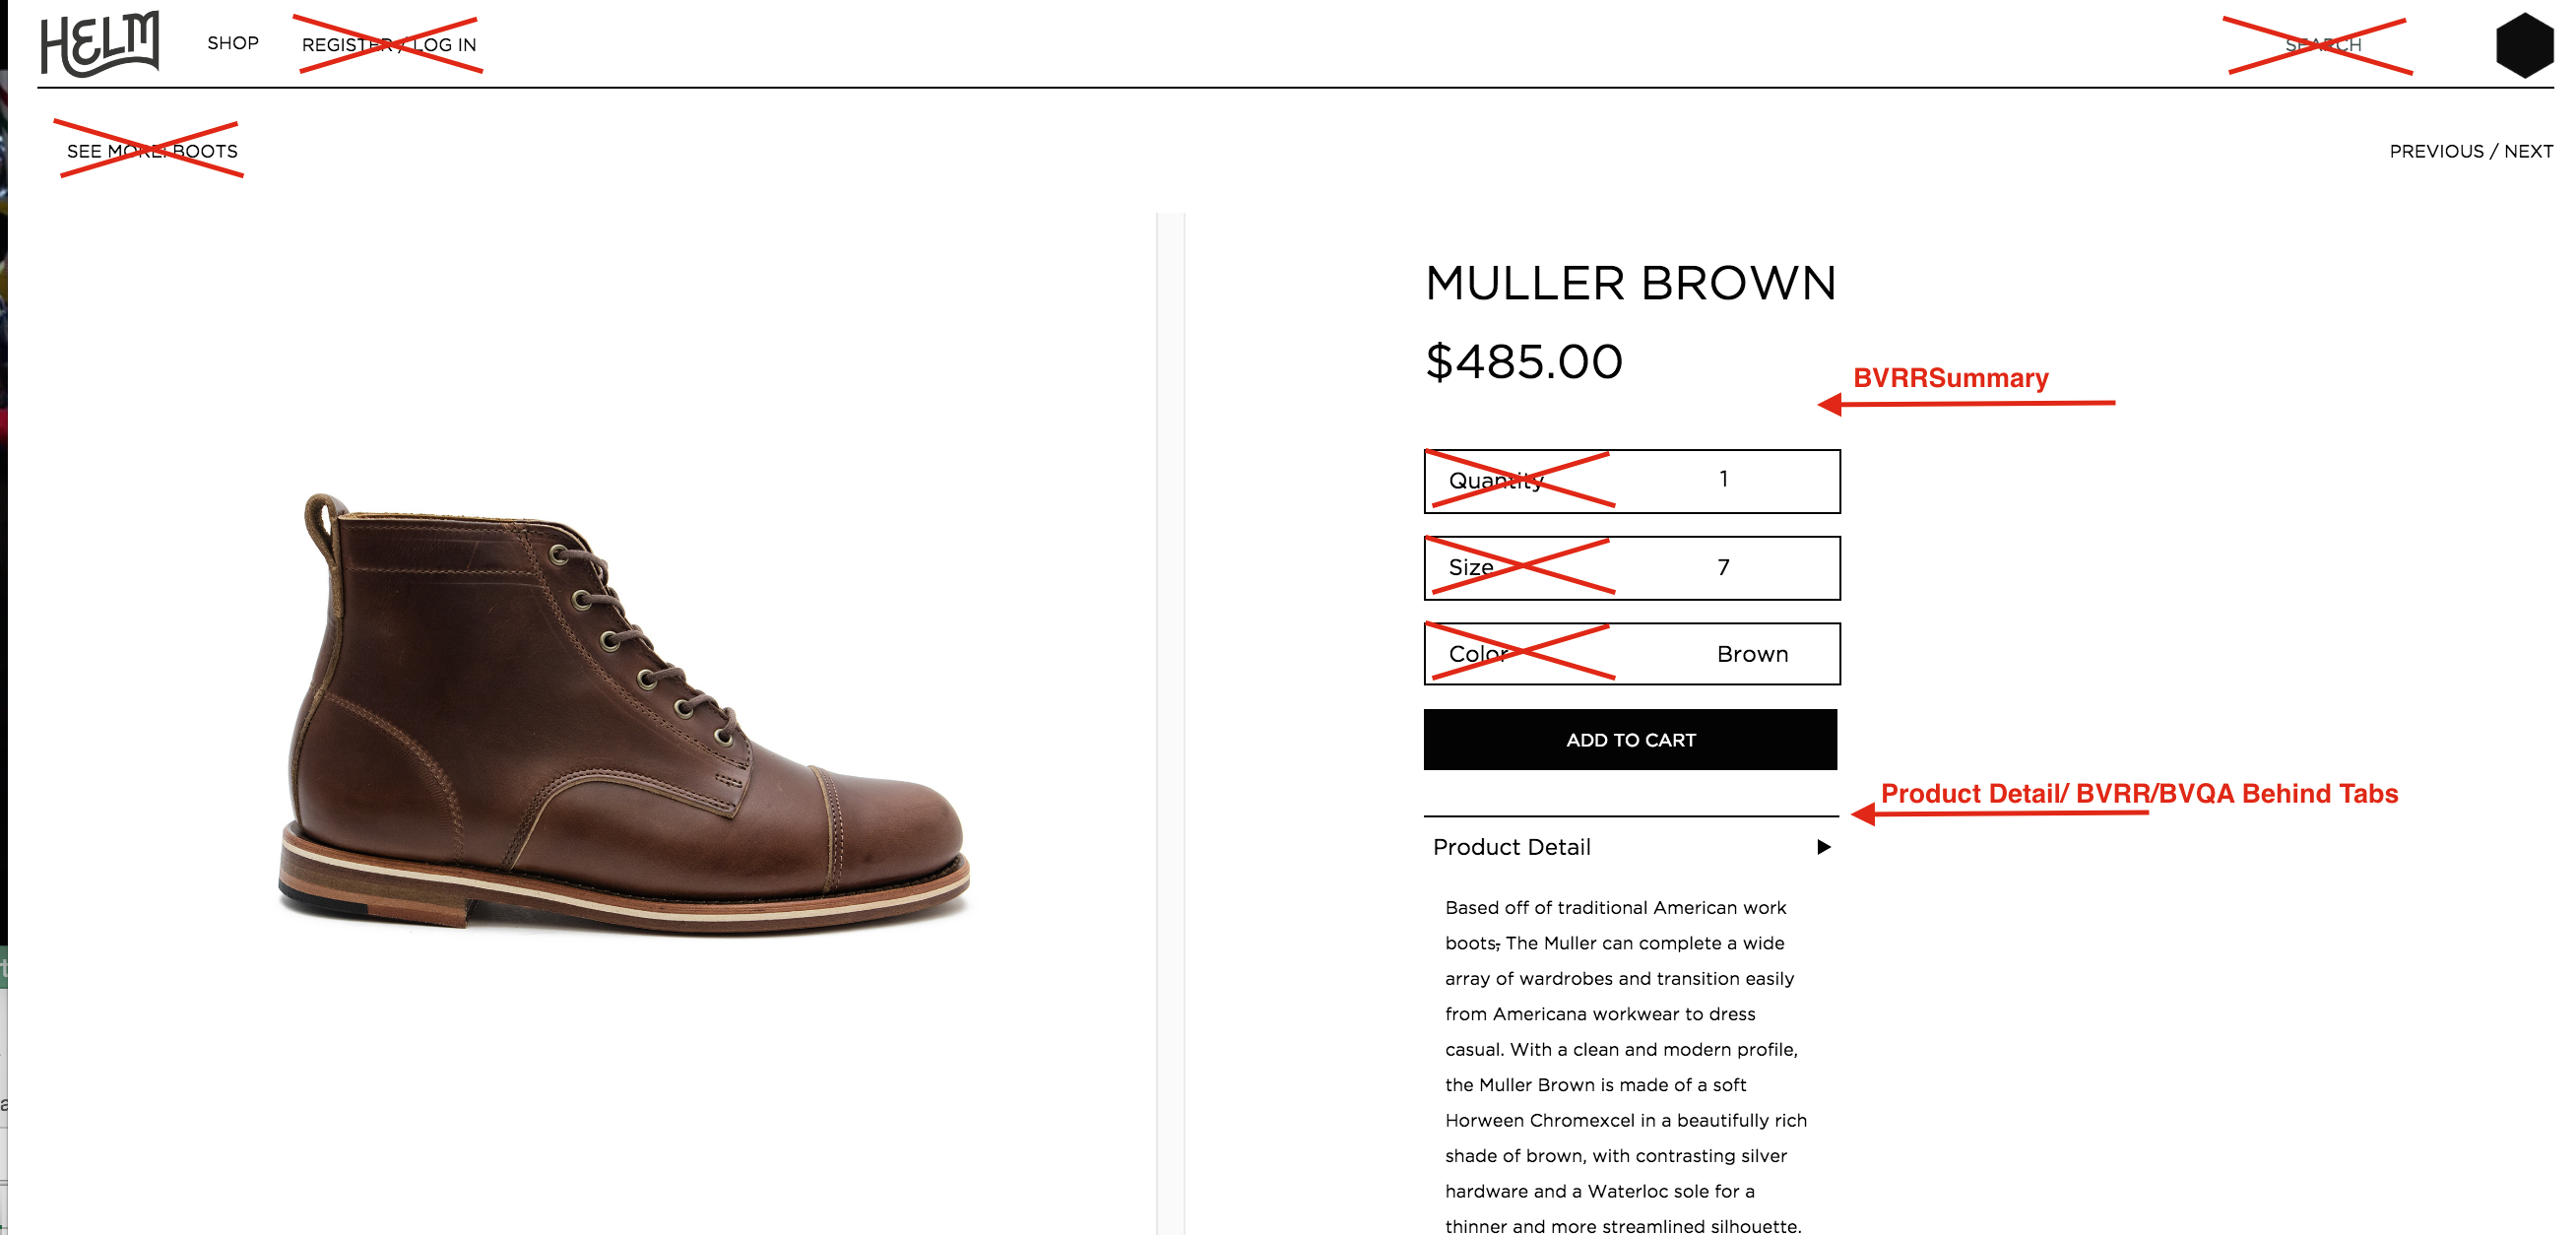 HELM
SHOP
REGISTER / LOG IN
SEARCH
SEE MORE: BOOTS
PREVIOUS / NEXT
MULLER BROWN
$485.00
BVRRSummary
Quantity 1
Size 7
Color Brown
ADD TO CART
Product Detail/ BVRR/BVQA Behind Tabs
Product Detail
Based off of traditional American work
boots, The Muller can complete a wide
array of wardrobes and transition easily
from Americana workwear to dress
casual. With a clean and modern profile,
the Muller Brown is made of a soft
Horween Chromexcel in a beautifully rich
shade of brown, with contrasting silver
hardware and a Waterloc sole for a
thinner and more streamlined silhouette.